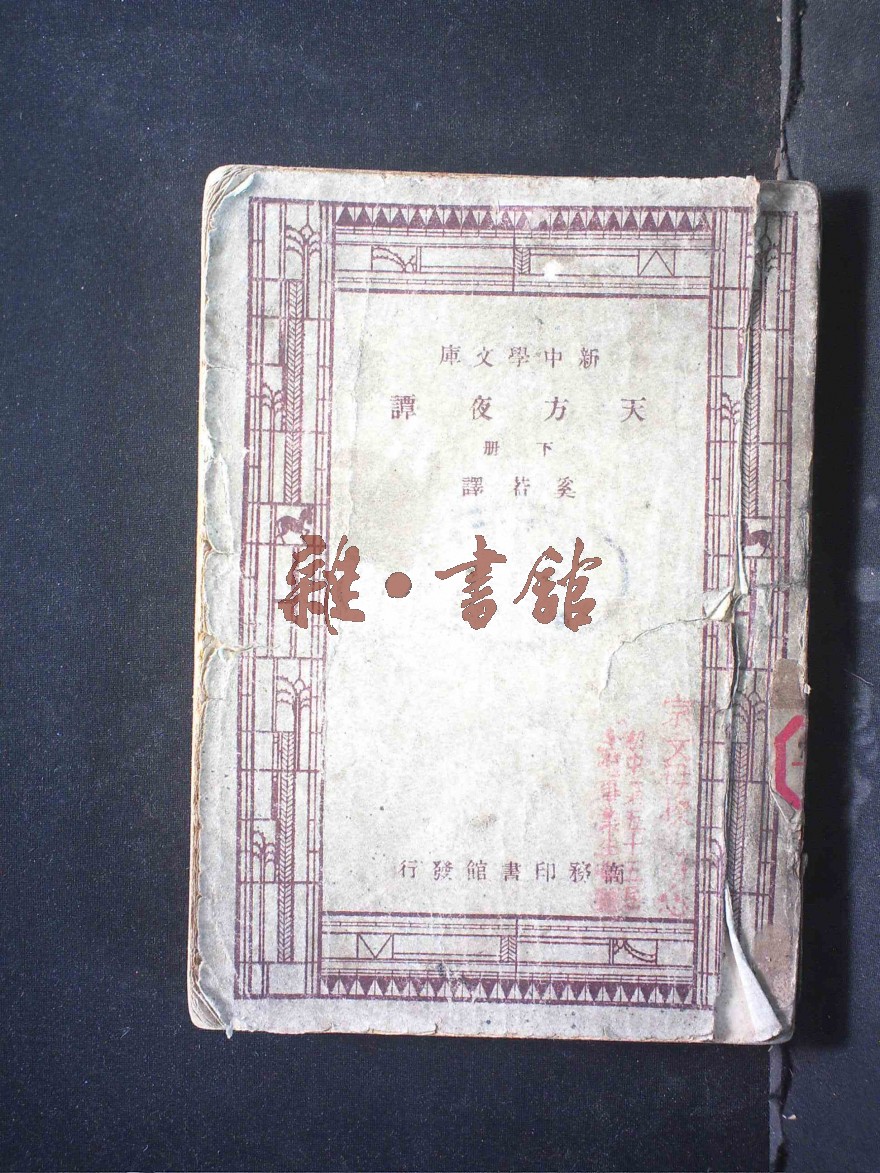 新中學文庫
天方夜譚
下册
奚若譯
雜·書館
商務印書館發行